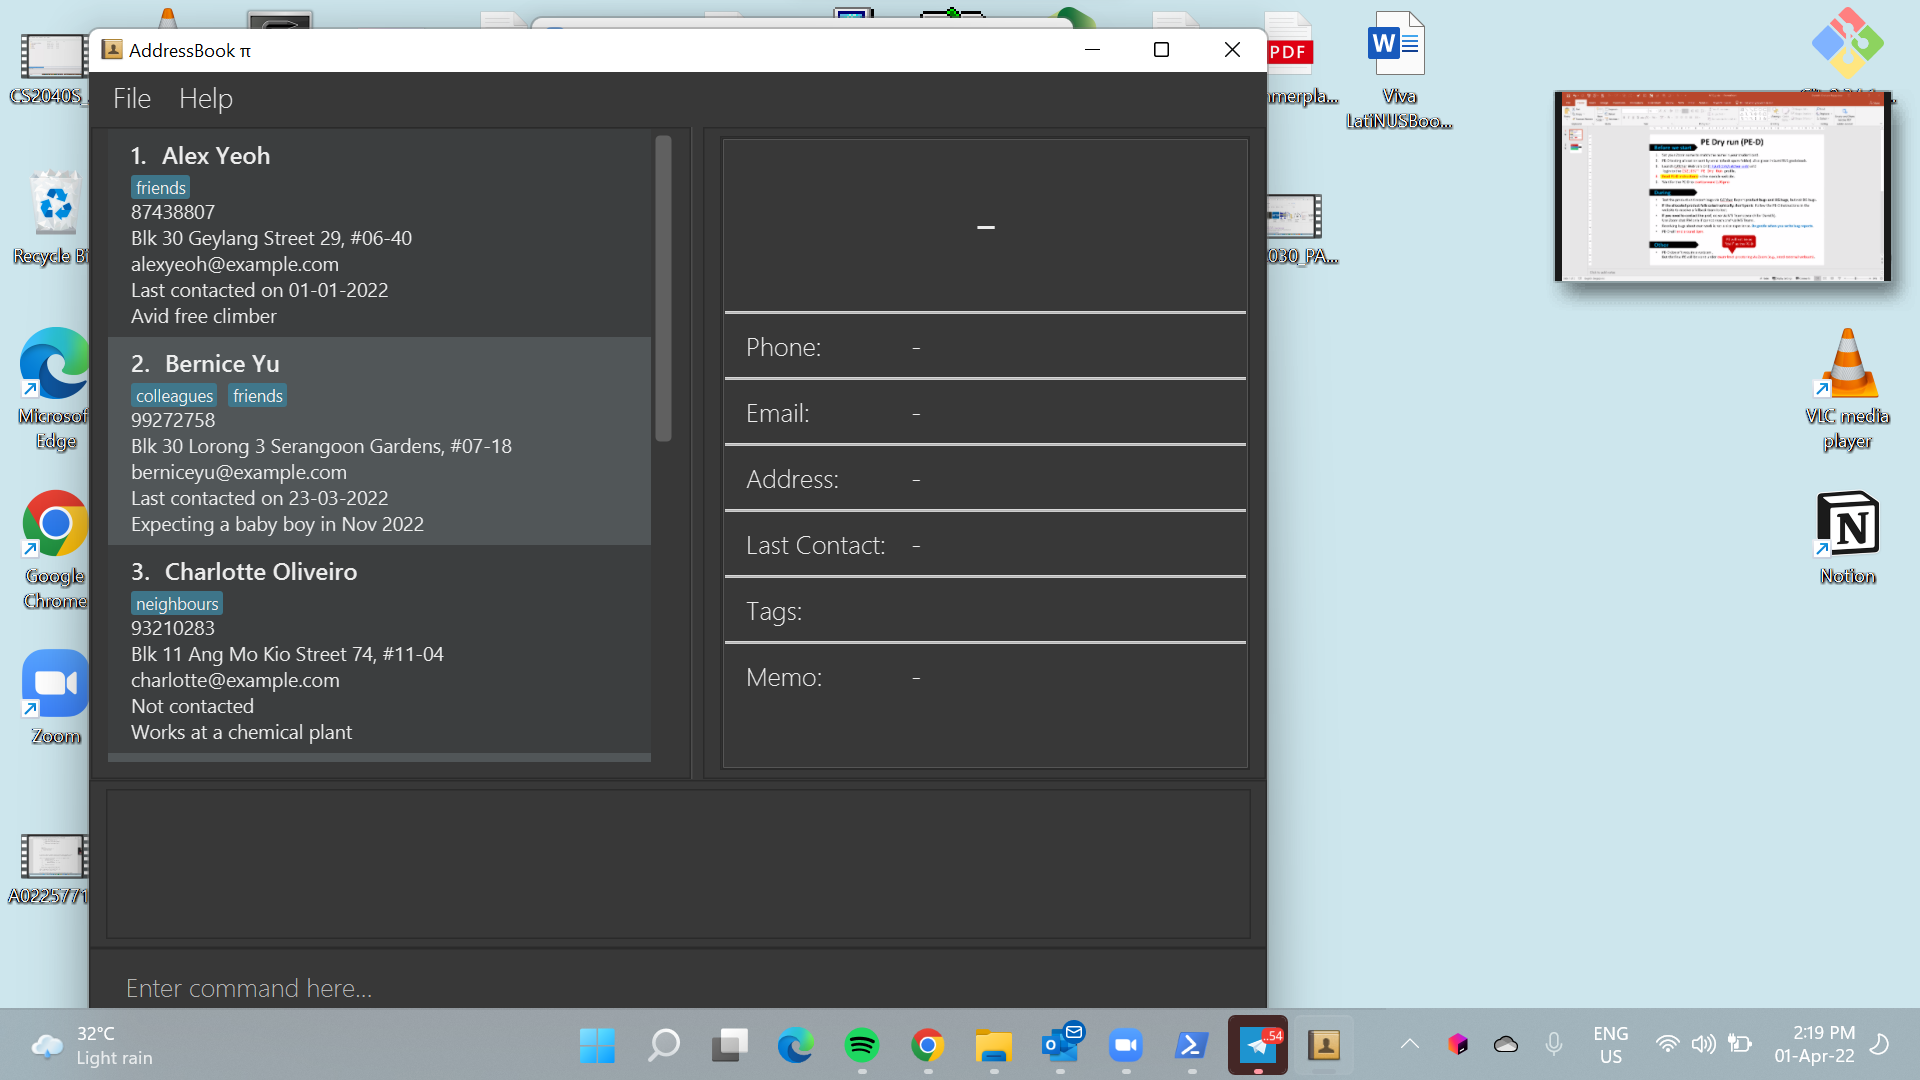 AddressBook π
File Help
1. Alex Yeoh
friends
87438807
Blk 30 Geylang Street 29, #06-40
alexyeoh@example.com
Last contacted on 01-01-2022
Avid free climber
2. Bernice Yu
colleagues friends
99272758
Blk 30 Lorong 3 Serangoon Gardens, #07-18
berniceyu@example.com
Last contacted on 23-03-2022
Expecting a baby boy in Nov 2022
3. Charlotte Oliveiro
neighbours
93210283
Blk 11 Ang Mo Kio Street 74, #11-04
charlotte@example.com
Not contacted
Works at a chemical plant
–
Phone: -
Email: -
Address: -
Last Contact: -
Tags:
Memo: -
Enter command here...
CS2040S_
Recycle Bi
Microsof
Edge
Google
Chrome
Zoom
A0225771
PDF
merpla...
Viva
LatiNUSBoo...
030_PA...
PE Dry run (PE-D)
VLC media
player
Notion
32°C
Light rain
54
ENG
US
2:19 PM
01-Apr-22